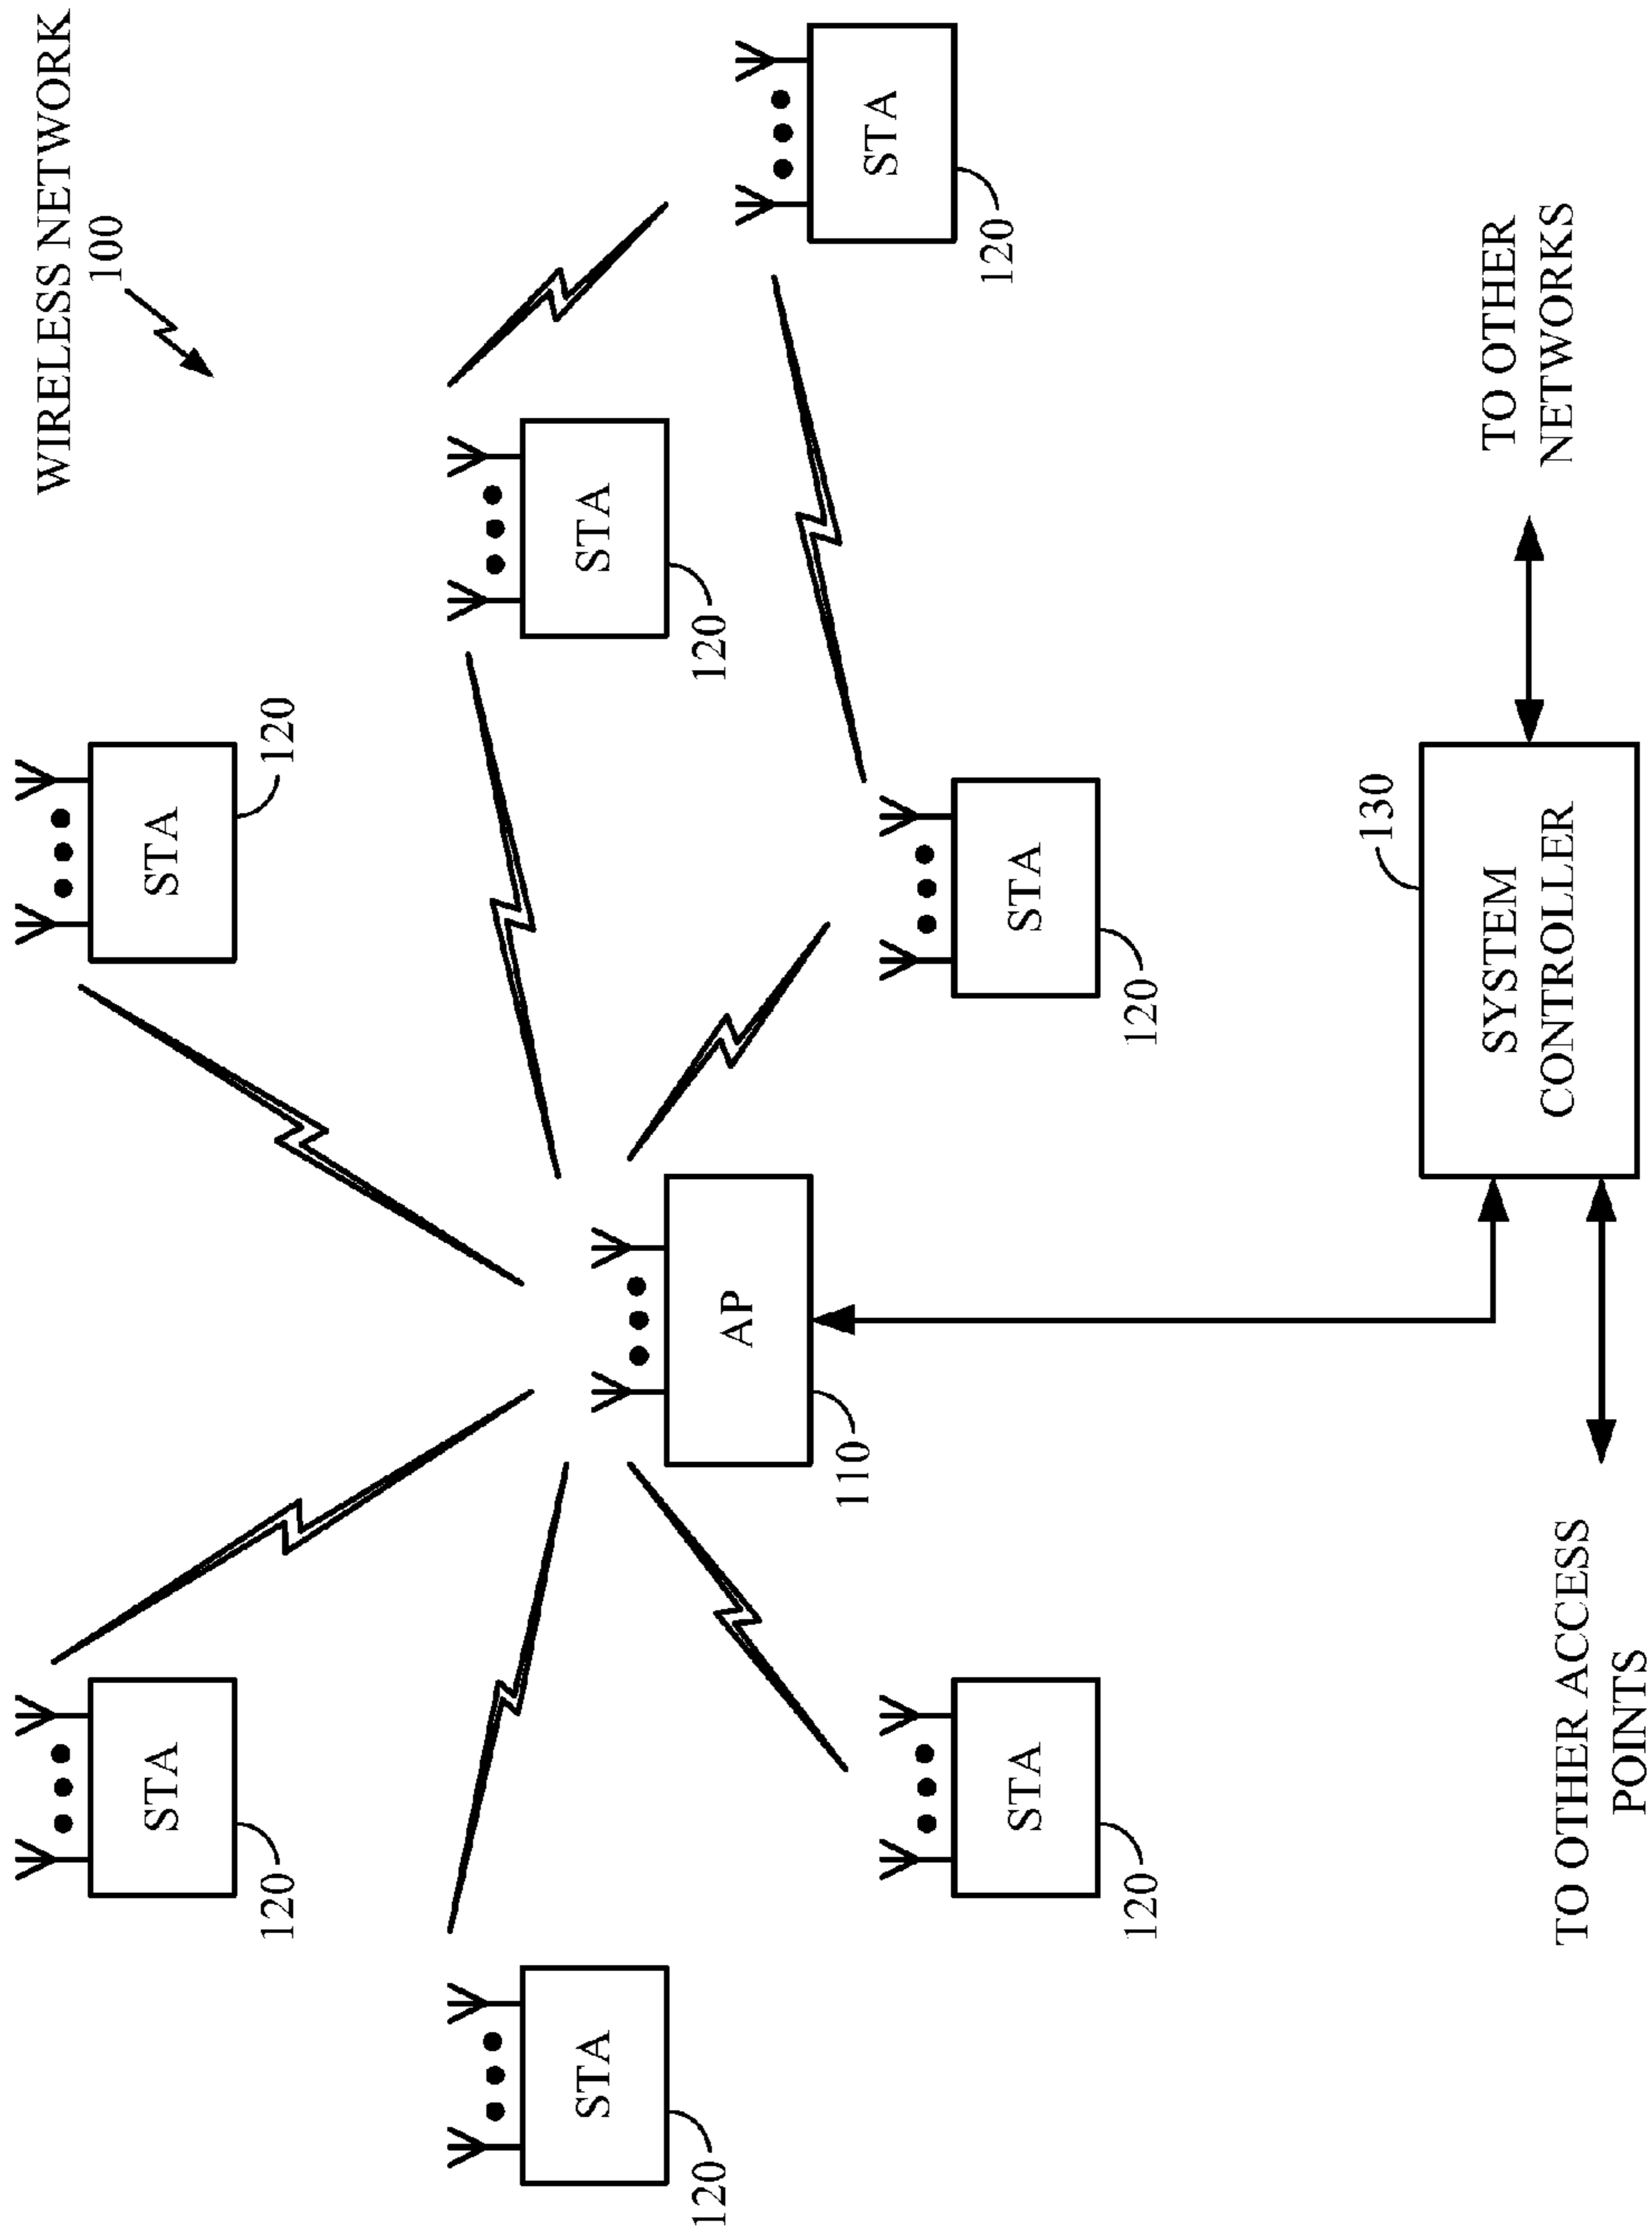 WIRELESS NETWORK
100
STA
120
STA
120
STA
120
STA
120
STA
120
STA
120
STA
120
AP
110
130
SYSTEM
CONTROLLER
TO OTHER
NETWORKS
TO OTHER ACCESS
POINTS